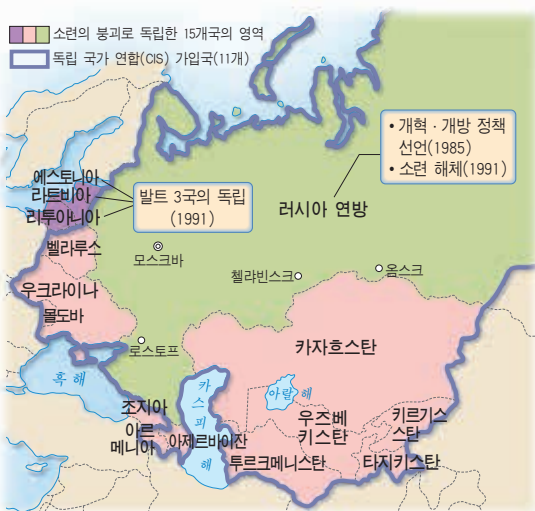 소련의 붕괴로 독립한 15개국의 영역
독립 국가 연합(CIS) 가입국(11개)
• 개혁 · 개방 정책
선언(1985)
• 소련 해체(1991)
에스토니아
라트비아
리투아니아
발트 3국의 독립
(1991)
러시아 연방
벨라루스
모스크바
첼랴빈스크
옴스크
우크라이나
몰도바
로스토프
카자흐스탄
흑해
카스피해
아랄해
조지아
아르
메니아
아제르바이잔
우즈베
키스탄
키르기스
스탄
투르크메니스탄
타지키스탄